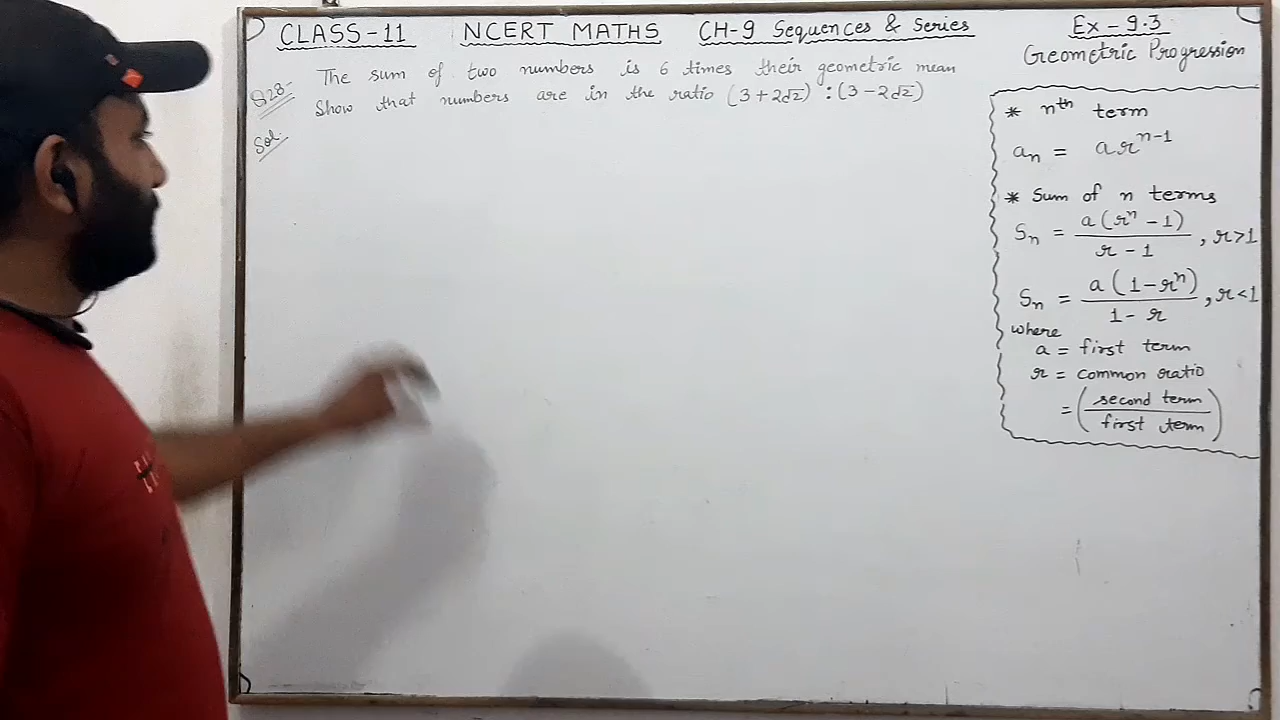 CLASS-11 NCERT MATHS CH-9 Sequences & Series Ex-9.3
Geometric Progression
Q28- The sum of two numbers is 6 times their geometric mean
Show that numbers are in the ratio (3+2√2) : (3-2√2)
Sol.
* nth term
aₙ = arⁿ⁻¹
* Sum of n terms
Sₙ = a(rⁿ-1) / r-1 , r>1
Sₙ = a(1-rⁿ) / 1-r , r<1
where
a = first term
r = common ratio
= (second term / first term)